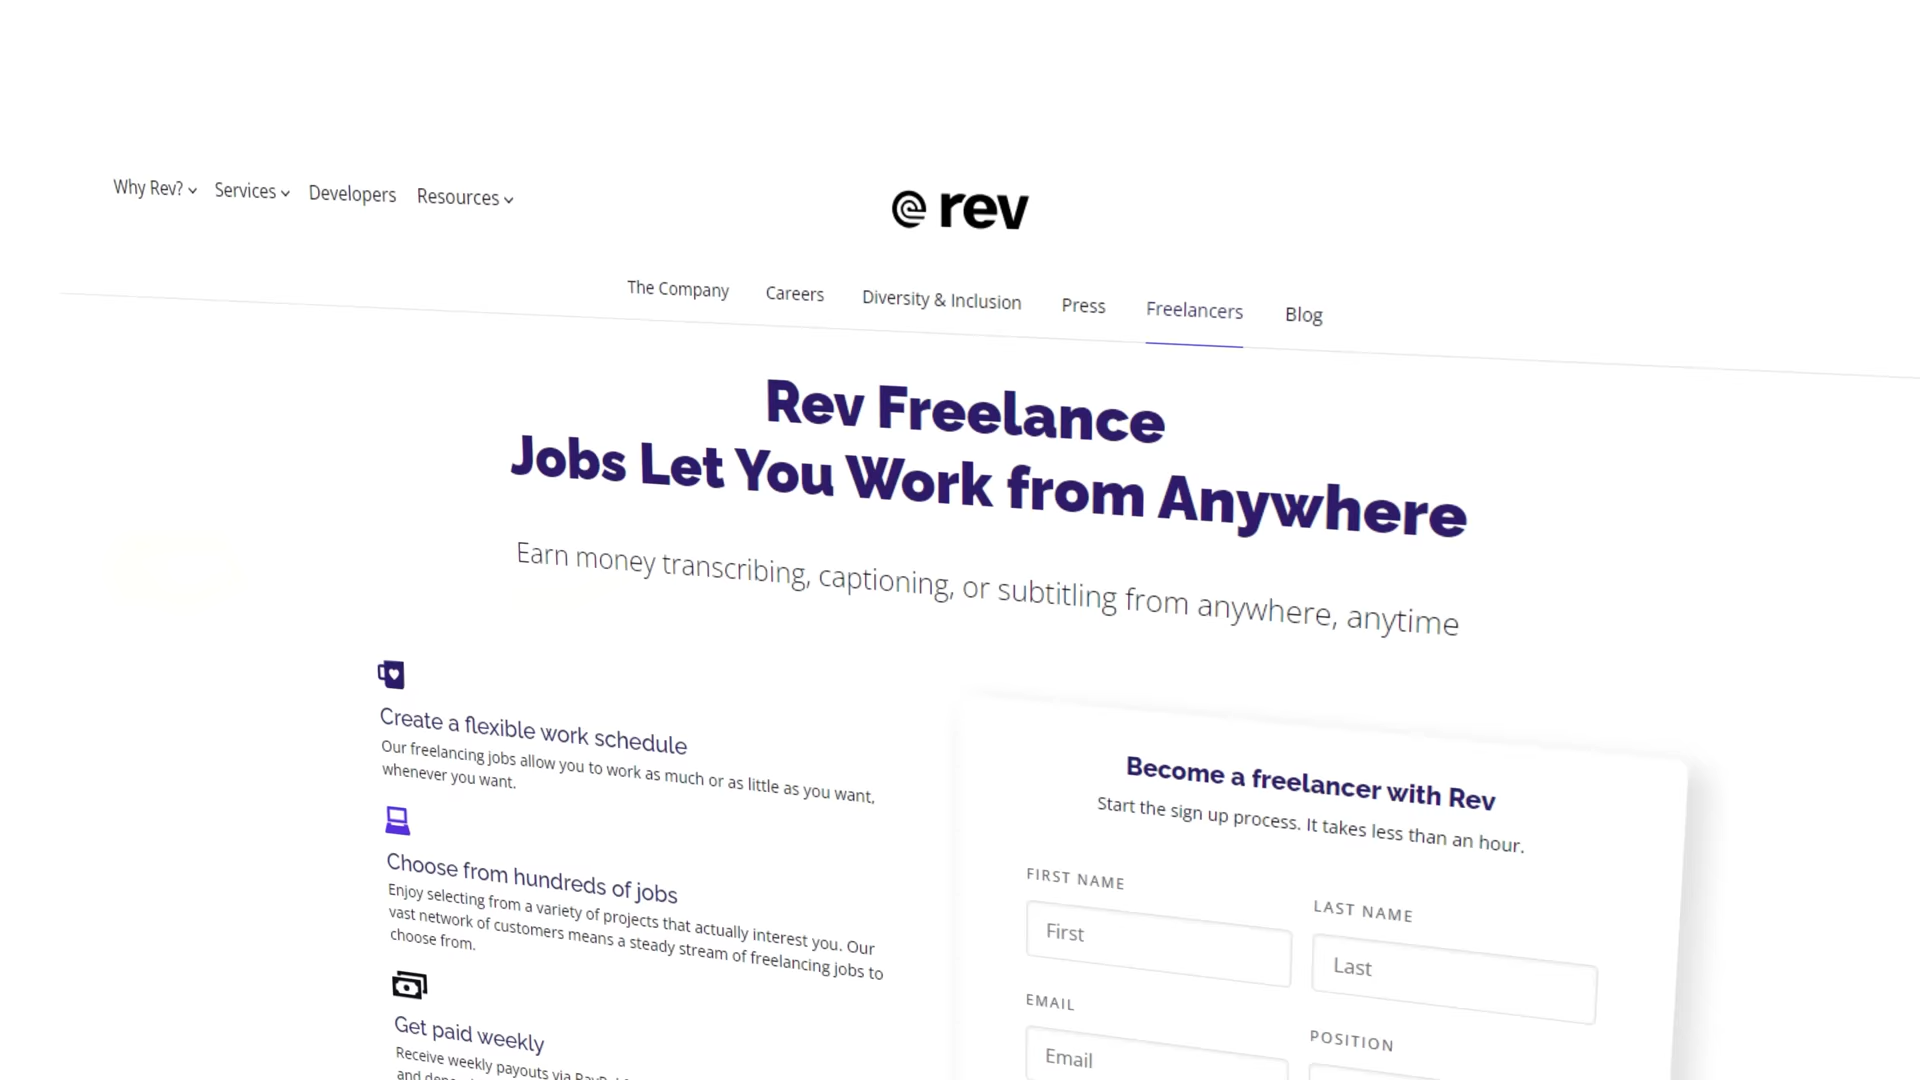 Why Rev? Services Developers Resources
rev
The Company Careers Diversity & Inclusion Press Freelancers Blog
Rev Freelance
Jobs Let You Work from Anywhere
Earn money transcribing, captioning, or subtitling from anywhere, anytime
Create a flexible work schedule
Our freelancing jobs allow you to work as much or as little as you want,
whenever you want.
Choose from hundreds of jobs
Enjoy selecting from a variety of projects that actually interest you. Our
vast network of customers means a steady stream of freelancing jobs to
choose from.
Get paid weekly
Receive weekly payouts via
and
Become a freelancer with Rev
Start the sign up process. It takes less than an hour.
FIRST NAME
First
LAST NAME
Last
EMAIL
Email
POSITION